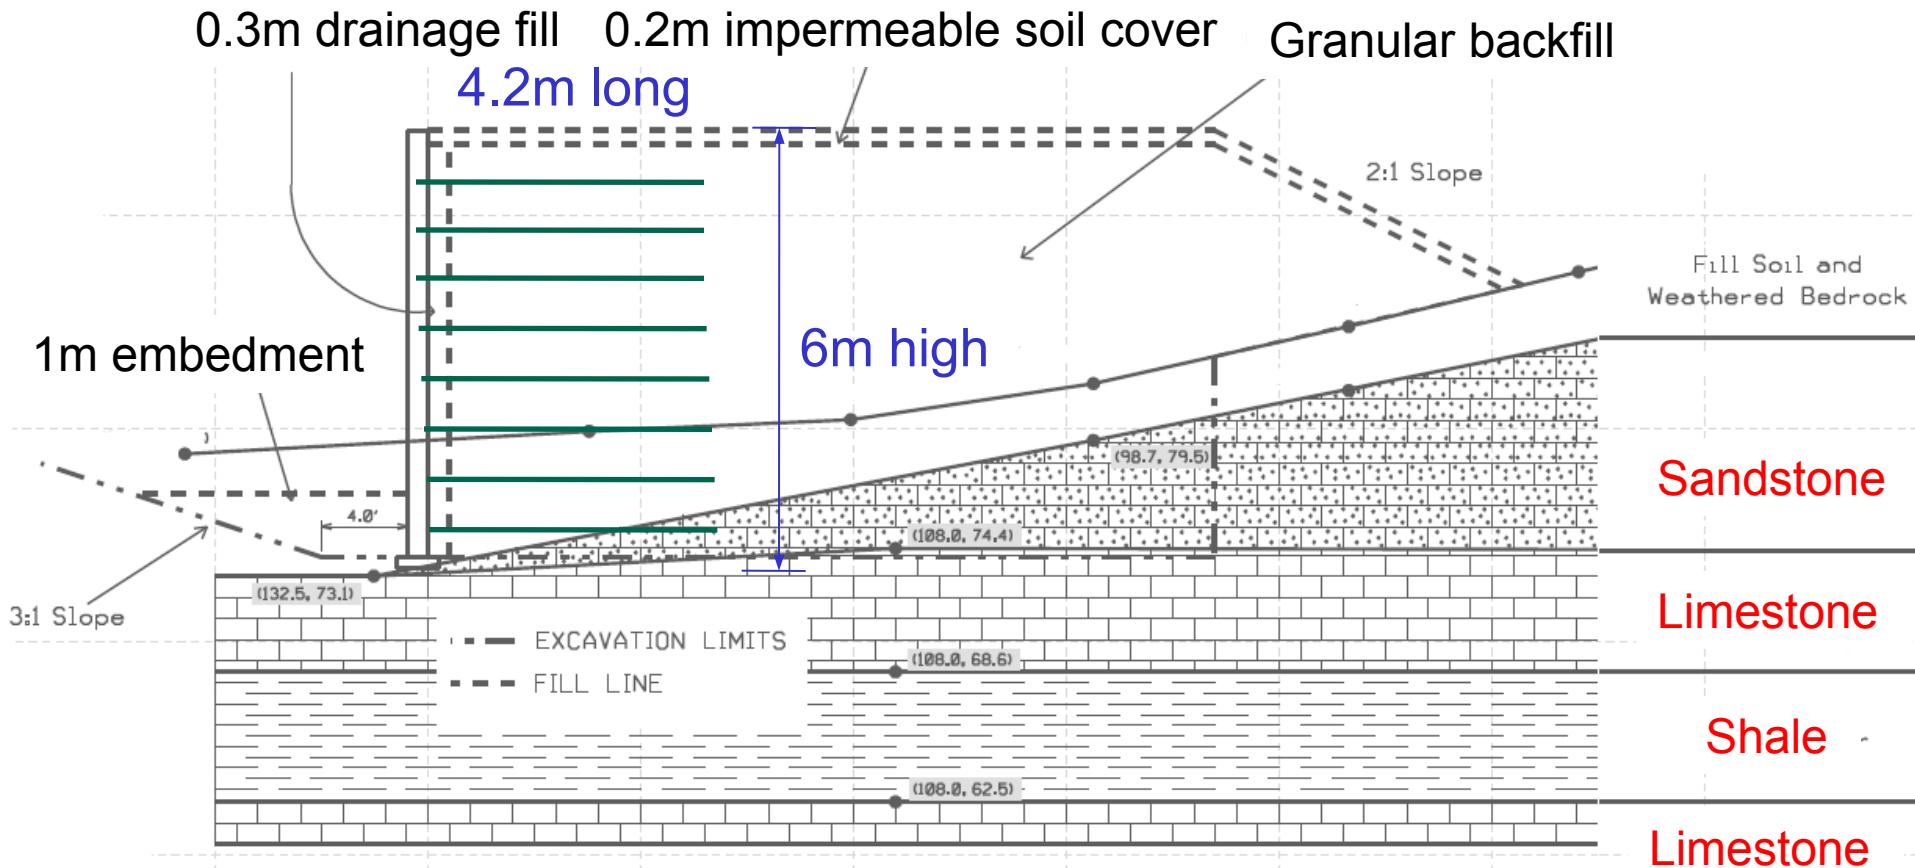 0.3m drainage fill
0.2m impermeable soil cover
Granular backfill
4.2m long
2:1 Slope
Fill Soil and
Weathered Bedrock
1m embedment
6m high
(98.7, 79.5)
Sandstone
4.0'
(108.0, 74.4)
(132.5, 73.1)
3:1 Slope
Limestone
EXCAVATION LIMITS
(108.0, 68.6)
FILL LINE
Shale
(108.0, 62.5)
Limestone